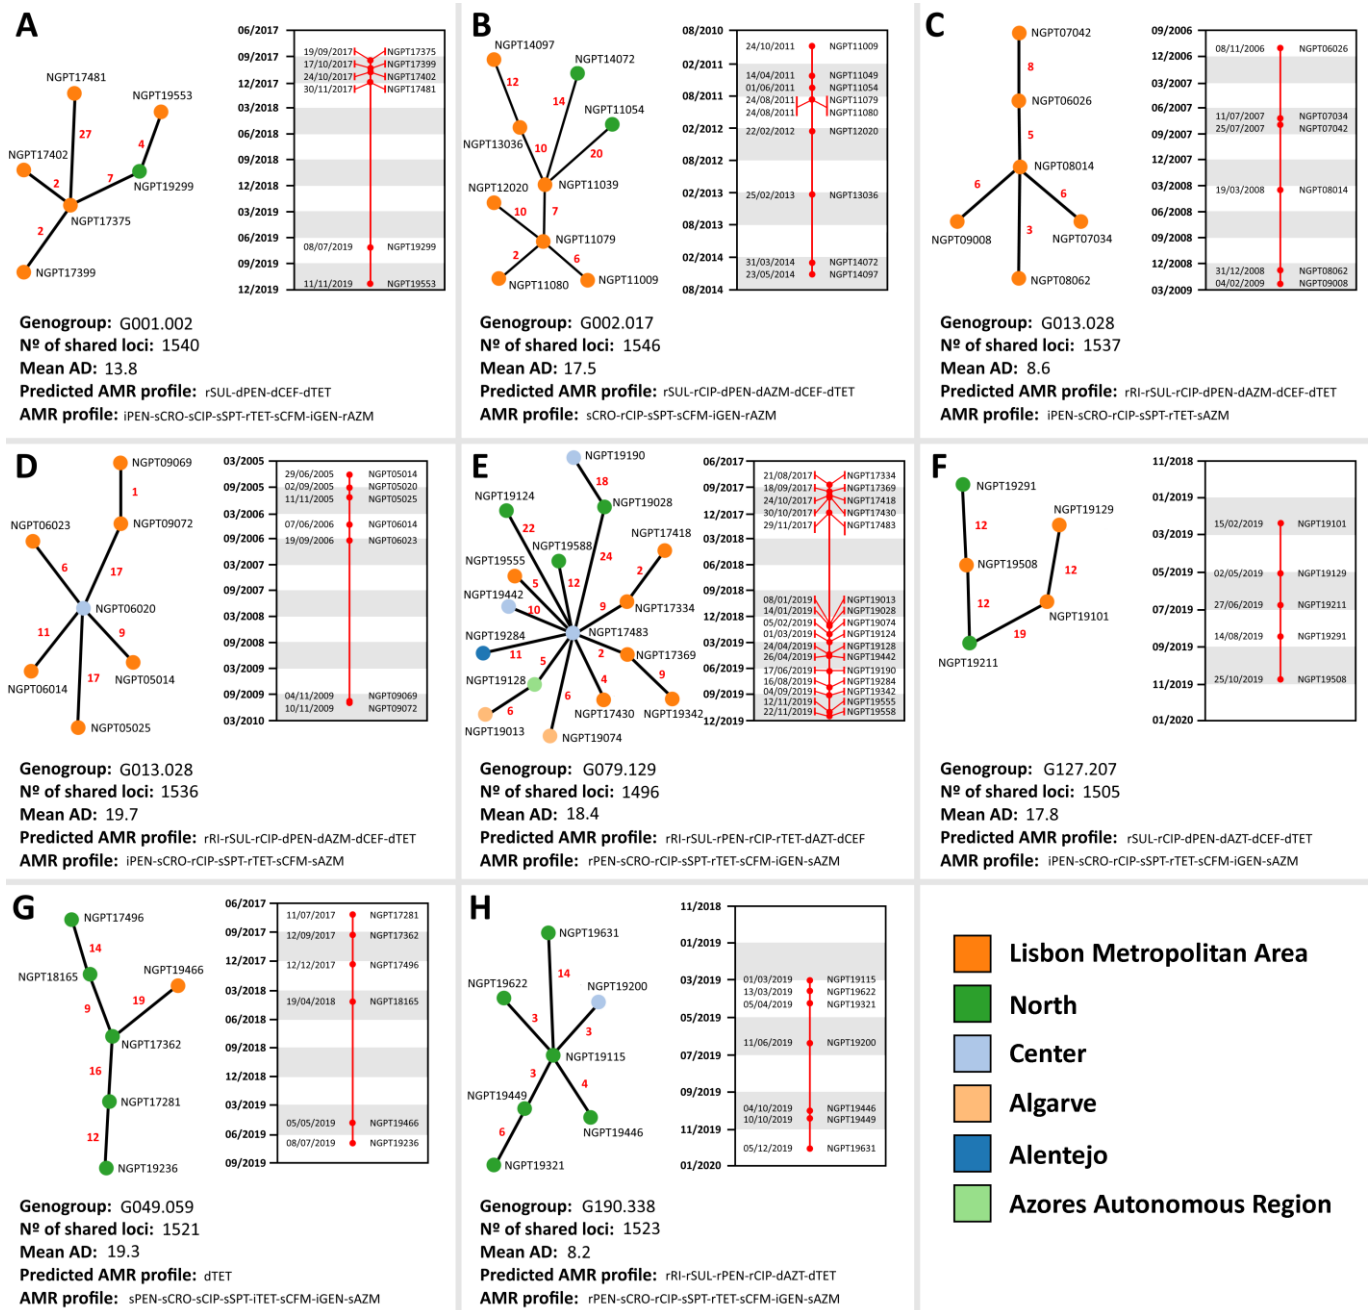 A
NGPT17481
NGPT19553
NGPT17402
NGPT19299
NGPT17375
NGPT17399
27
4
2
7
2
06/2017
09/2017
12/2017
03/2018
06/2018
09/2018
12/2018
03/2019
06/2019
09/2019
12/2019
19/09/2017 NGPT17375
17/10/2017 NGPT17399
24/10/2017 NGPT17402
30/11/2017 NGPT17481
08/07/2019 NGPT19299
11/11/2019 NGPT19553
Genogroup: G001.002
Nº of shared loci: 1540
Mean AD: 13.8
Predicted AMR profile: rSUL-dPEN-dCEF-dTET
AMR profile: iPEN-sCRO-sCIP-sSPT-rTET-sCFM-iGEN-rAZM
B
NGPT14097
NGPT14072
NGPT11054
NGPT13036
NGPT12020
NGPT11039
NGPT11079
NGPT11080
NGPT11009
12
14
10
20
10
7
2
6
08/2010
02/2011
08/2011
02/2012
08/2012
02/2013
08/2013
02/2014
08/2014
24/10/2011 NGPT11009
14/04/2011 NGPT11049
01/06/2011 NGPT11054
24/08/2011 NGPT11079
24/08/2011 NGPT11080
22/02/2012 NGPT12020
25/02/2013 NGPT13036
31/03/2014 NGPT14072
23/05/2014 NGPT14097
Genogroup: G002.017
Nº of shared loci: 1546
Mean AD: 17.5
Predicted AMR profile: rSUL-rCIP-dPEN-dAZM-dCEF-dTET
AMR profile: sCRO-rCIP-sSPT-sCFM-iGEN-rAZM
C
NGPT07042
NGPT06026
NGPT08014
NGPT09008
NGPT07034
NGPT08062
8
5
6
6
3
09/2006
12/2006
03/2007
06/2007
09/2007
12/2007
03/2008
06/2008
09/2008
12/2008
03/2009
08/11/2006 NGPT06026
11/07/2007 NGPT07034
25/07/2007 NGPT07042
19/03/2008 NGPT08014
31/12/2008 NGPT08062
04/02/2009 NGPT09008
Genogroup: G013.028
Nº of shared loci: 1537
Mean AD: 8.6
Predicted AMR profile: rRI-rSUL-rCIP-dPEN-dAZM-dCEF-dTET
AMR profile: iPEN-sCRO-rCIP-sSPT-rTET-sAZM
D
NGPT09069
NGPT09072
NGPT06023
NGPT06020
NGPT06014
NGPT05014
NGPT05025
1
6
17
11
9
17
03/2005
09/2005
03/2006
09/2006
03/2007
09/2007
03/2008
09/2008
03/2009
09/2009
03/2010
29/06/2005 NGPT05014
02/09/2005 NGPT05020
11/11/2005 NGPT05025
07/06/2006 NGPT06014
19/09/2006 NGPT06023
04/11/2009 NGPT09069
10/11/2009 NGPT09072
Genogroup: G013.028
Nº of shared loci: 1536
Mean AD: 19.7
Predicted AMR profile: rRI-rSUL-rCIP-dPEN-dAZM-dCEF-dTET
AMR profile: iPEN-sCRO-rCIP-sSPT-rTET-sCFM-sAZM
E
NGPT19190
NGPT19124
NGPT19028
NGPT17418
NGPT19588
NGPT19555
NGPT19442
NGPT17334
NGPT17483
NGPT19284
NGPT17369
NGPT19128
NGPT17430
NGPT19342
NGPT19013
NGPT19074
18
22
24
2
5
12
10
9
11
5
2
4
9
6
6
06/2017
09/2017
12/2017
03/2018
06/2018
09/2018
12/2018
03/2019
06/2019
09/2019
12/2019
21/08/2017 NGPT17334
18/09/2017 NGPT17369
24/10/2017 NGPT17418
30/10/2017 NGPT17430
29/11/2017 NGPT17483
08/01/2019 NGPT19013
14/01/2019 NGPT19028
05/02/2019 NGPT19074
01/03/2019 NGPT19124
24/04/2019 NGPT19128
26/04/2019 NGPT19442
17/06/2019 NGPT19190
16/08/2019 NGPT19284
04/09/2019 NGPT19342
12/11/2019 NGPT19555
22/11/2019 NGPT19558
Genogroup: G079.129
Nº of shared loci: 1496
Mean AD: 18.4
Predicted AMR profile: rRI-rSUL-rPEN-rCIP-rTET-dAZT-dCEF
AMR profile: rPEN-sCRO-rCIP-sSPT-rTET-sCFM-iGEN-sAZM
F
NGPT19291
NGPT19129
NGPT19508
NGPT19101
NGPT19211
12
12
12
19
11/2018
01/2019
03/2019
05/2019
07/2019
09/2019
11/2019
01/2020
15/02/2019 NGPT19101
02/05/2019 NGPT19129
27/06/2019 NGPT19211
14/08/2019 NGPT19291
25/10/2019 NGPT19508
Genogroup: G127.207
Nº of shared loci: 1505
Mean AD: 17.8
Predicted AMR profile: rSUL-rCIP-dPEN-dAZT-dCEF-dTET
AMR profile: iPEN-sCRO-rCIP-sSPT-rTET-sCFM-iGEN-sAZM
G
NGPT17496
NGPT18165
NGPT19466
NGPT17362
NGPT17281
NGPT19236
14
9
19
16
12
06/2017
09/2017
12/2017
03/2018
06/2018
09/2018
12/2018
03/2019
06/2019
09/2019
11/07/2017 NGPT17281
12/09/2017 NGPT17362
12/12/2017 NGPT17496
19/04/2018 NGPT18165
05/05/2019 NGPT19466
08/07/2019 NGPT19236
Genogroup: G049.059
Nº of shared loci: 1521
Mean AD: 19.3
Predicted AMR profile: dTET
AMR profile: sPEN-sCRO-sCIP-sSPT-iTET-sCFM-iGEN-sAZM
H
NGPT19631
NGPT19622
NGPT19200
NGPT19115
NGPT19449
NGPT19446
NGPT19321
14
3
3
3
4
6
11/2018
01/2019
03/2019
05/2019
07/2019
09/2019
11/2019
01/2020
01/03/2019 NGPT19115
13/03/2019 NGPT19622
05/04/2019 NGPT19321
11/06/2019 NGPT19200
04/10/2019 NGPT19446
10/10/2019 NGPT19449
05/12/2019 NGPT19631
Genogroup: G190.338
Nº of shared loci: 1523
Mean AD: 8.2
Predicted AMR profile: rRI-rSUL-rPEN-rCIP-dAZT-dTET
AMR profile: rPEN-sCRO-rCIP-sSPT-rTET-sCFM-iGEN-sAZM
Lisbon Metropolitan Area
North
Center
Algarve
Alentejo
Azores Autonomous Region